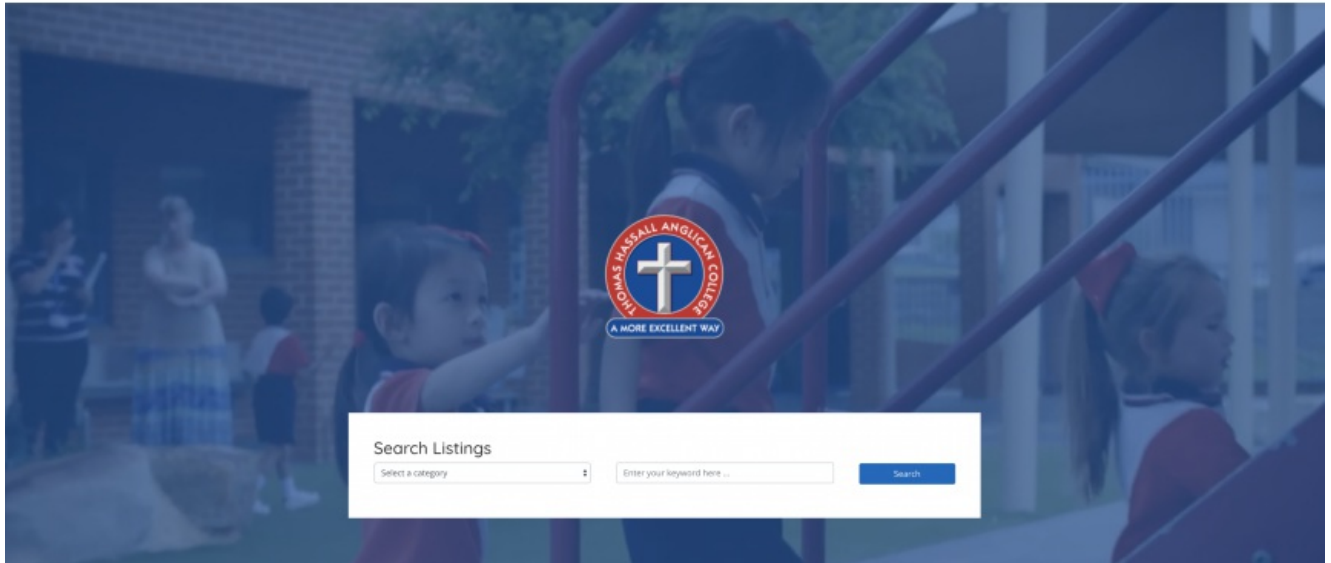 THOMAS HASSALL ANGLICAN COLLEGE
A MORE EXCELLENT WAY
Search Listings
Select a category
Enter your keyword here ...
Search